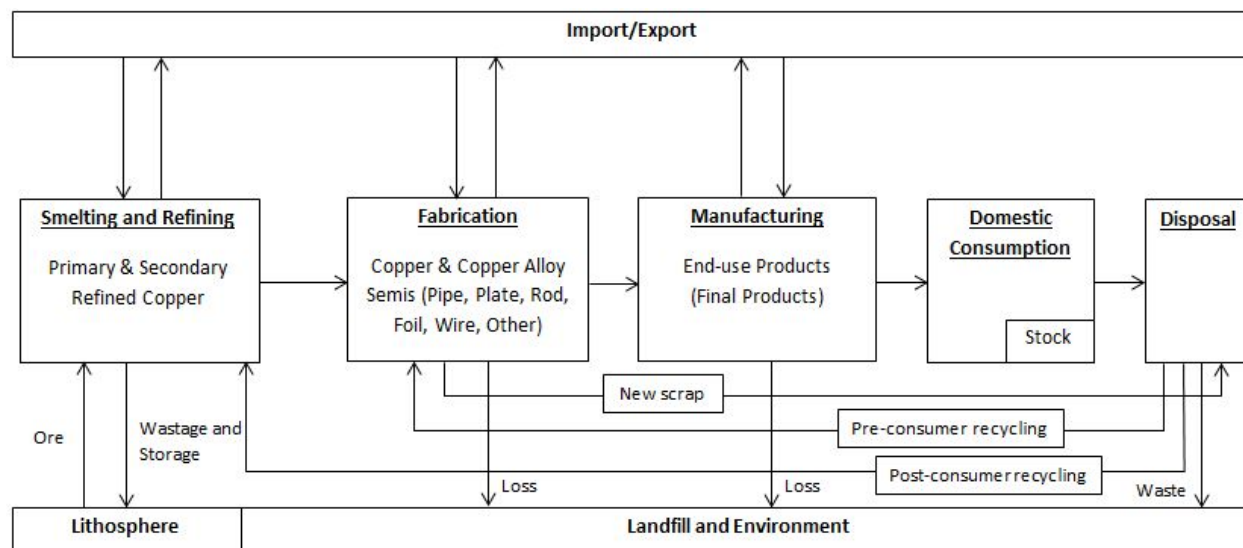 Import/Export
Smelting and Refining
Primary & Secondary
Refined Copper
Fabrication
Copper & Copper Alloy
Semis (Pipe, Plate, Rod,
Foil, Wire, Other)
Manufacturing
End-use Products
(Final Products)
Domestic
Consumption
Stock
Disposal
New scrap
Pre-consumer recycling
Post-consumer recycling
Ore
Wastage and
Storage
Loss
Loss
Waste
Lithosphere
Landfill and Environment